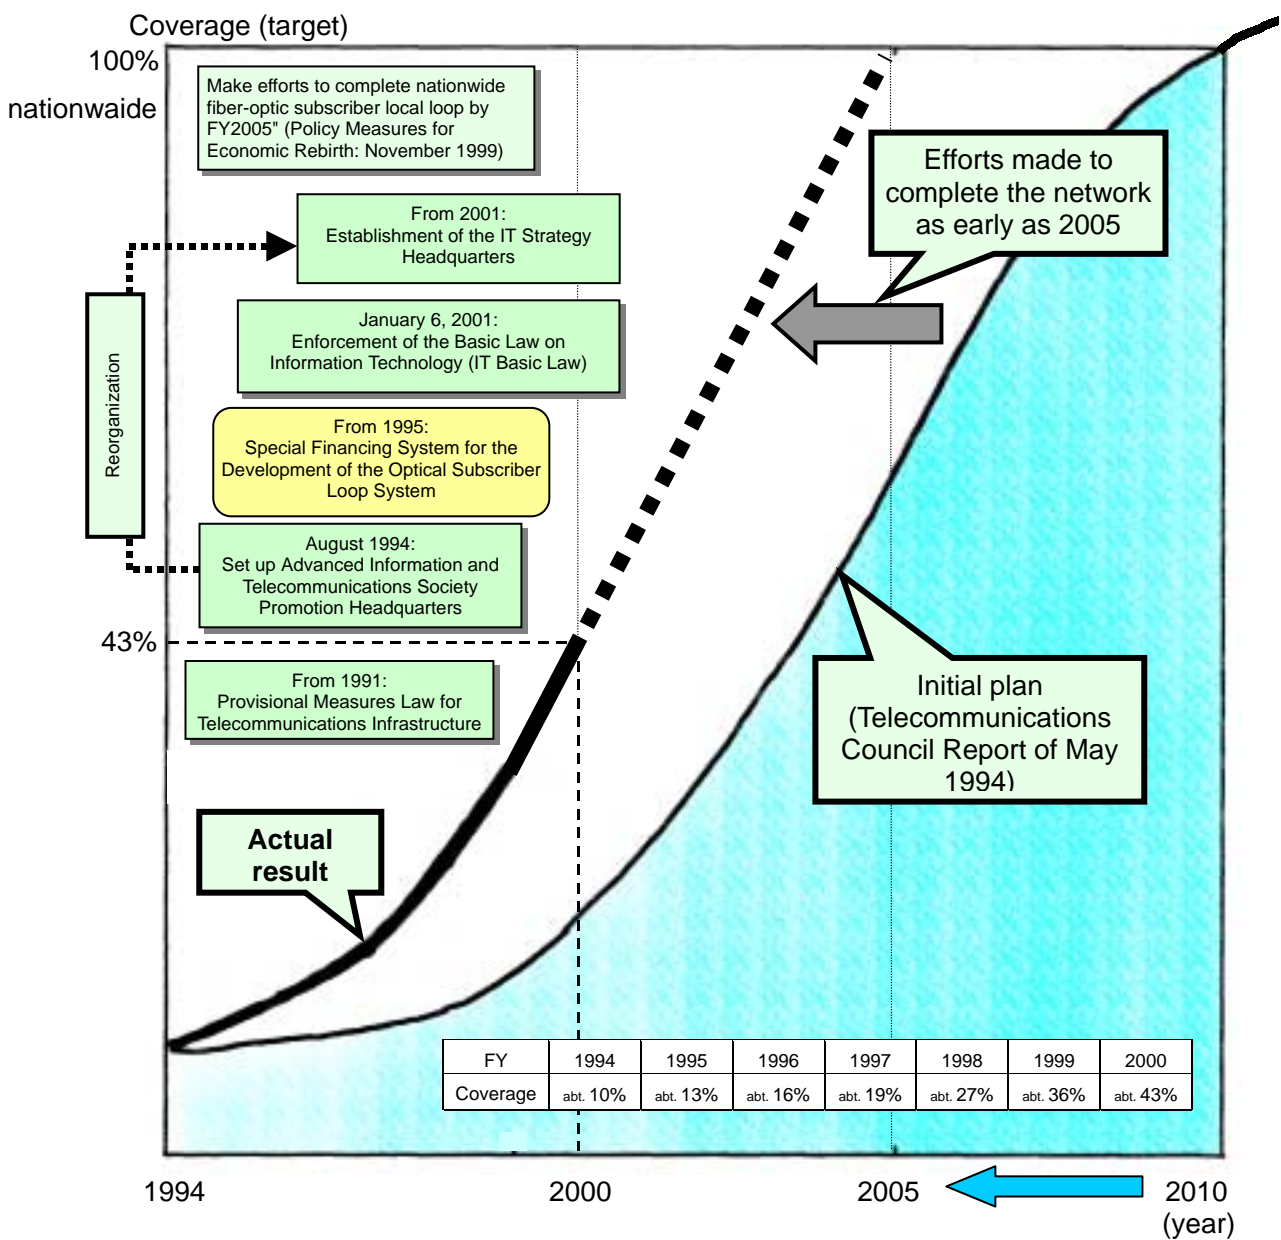 Coverage (target)
100%
nationwaide
Make efforts to complete nationwide
fiber-optic subscriber local loop by
FY2005" (Policy Measures for
Economic Rebirth: November 1999)
From 2001:
Establishment of the IT Strategy
Headquarters
January 6, 2001:
Enforcement of the Basic Law on
Information Technology (IT Basic Law)
Reorganization
From 1995:
Special Financing System for the
Development of the Optical Subscriber
Loop System
August 1994:
Set up Advanced Information and
Telecommunications Society
Promotion Headquarters
43%
From 1991:
Provisional Measures Law for
Telecommunications Infrastructure
Actual
result
Efforts made to
complete the network
as early as 2005
Initial plan
(Telecommunications
Council Report of May
1994)
FY 1994 1995 1996 1997 1998 1999 2000
Coverage abt. 10% abt. 13% abt. 16% abt. 19% abt. 27% abt. 36% abt. 43%
1994 2000 2005 2010
(year)